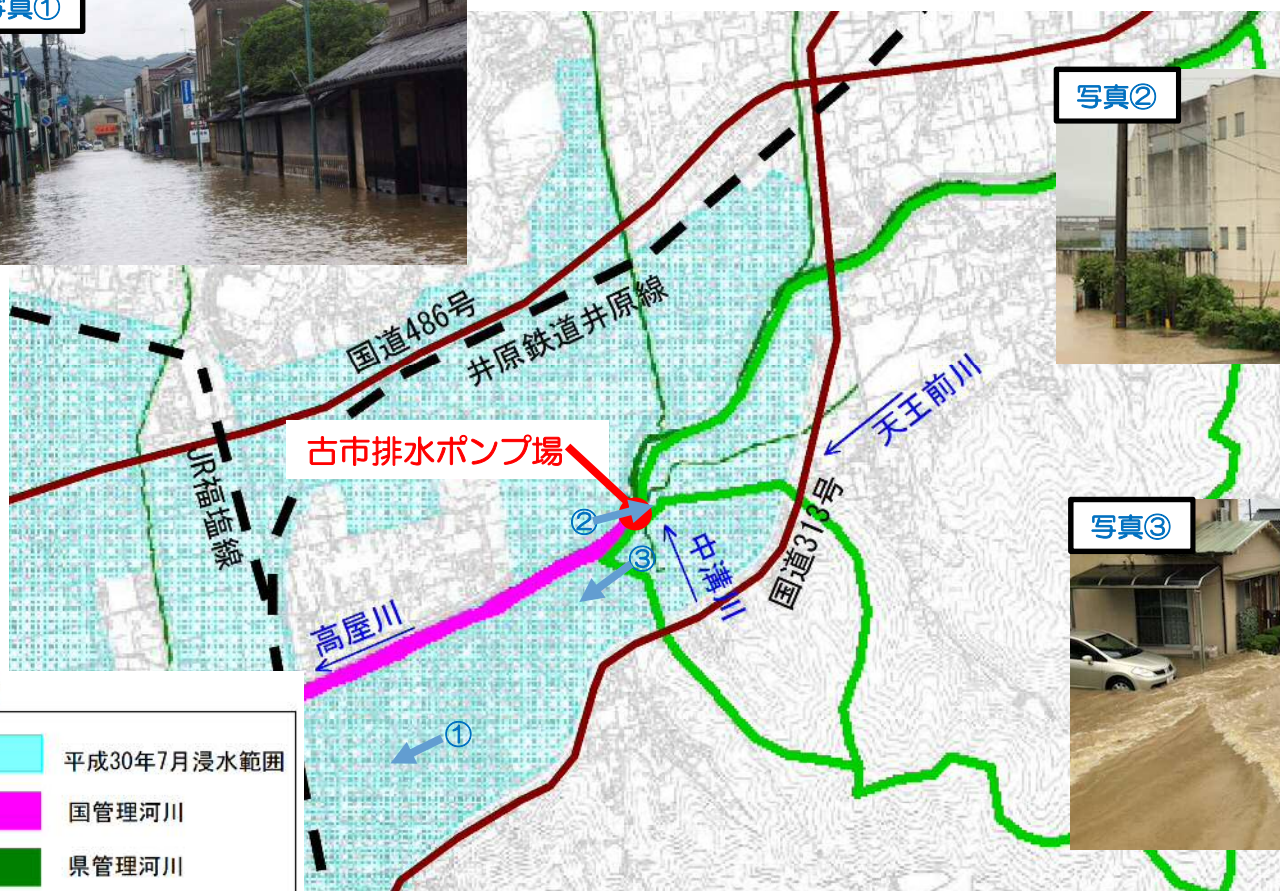 写真①
写真②
国道486号
井原鉄道井原線
天王前川
古市排水ポンプ場
JR福塩線
国道313号
写真③
②
③
中溝川
高屋川
①
平成30年7月浸水範囲
国管理河川
県管理河川